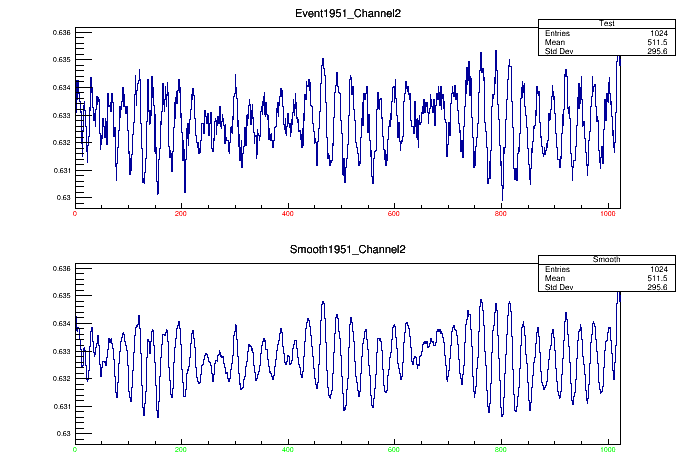 Event1951_Channel2
Test
Entries 1024
Mean 511.5
Std Dev 295.6
0.636
0.635
0.634
0.633
0.632
0.631
0.63
0 200 400 600 800 1000
Smooth1951_Channel2
Smooth
Entries 1024
Mean 511.5
Std Dev 295.6
0.636
0.635
0.634
0.633
0.632
0.631
0.63
0 200 400 600 800 1000